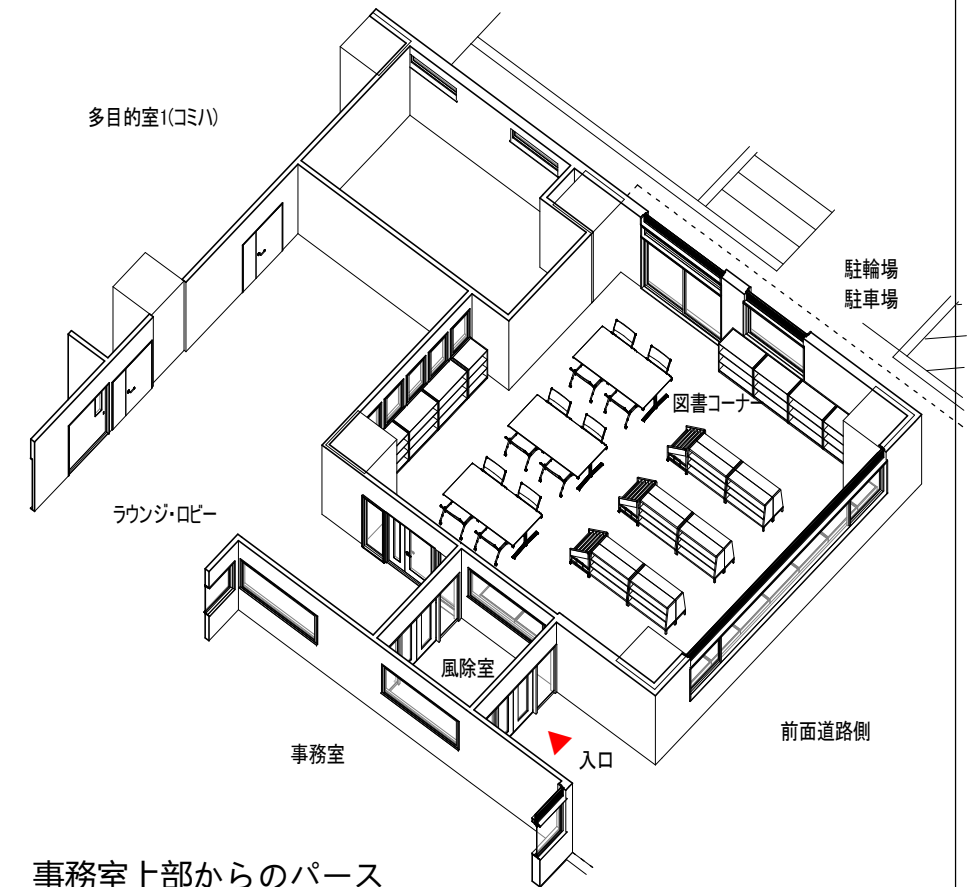 多目的室1(コミハ)
駐輪場
駐車場
図書コーナー
ラウンジ・ロビー
風除室
前面道路側
事務室
入口
事務室上部からのパース